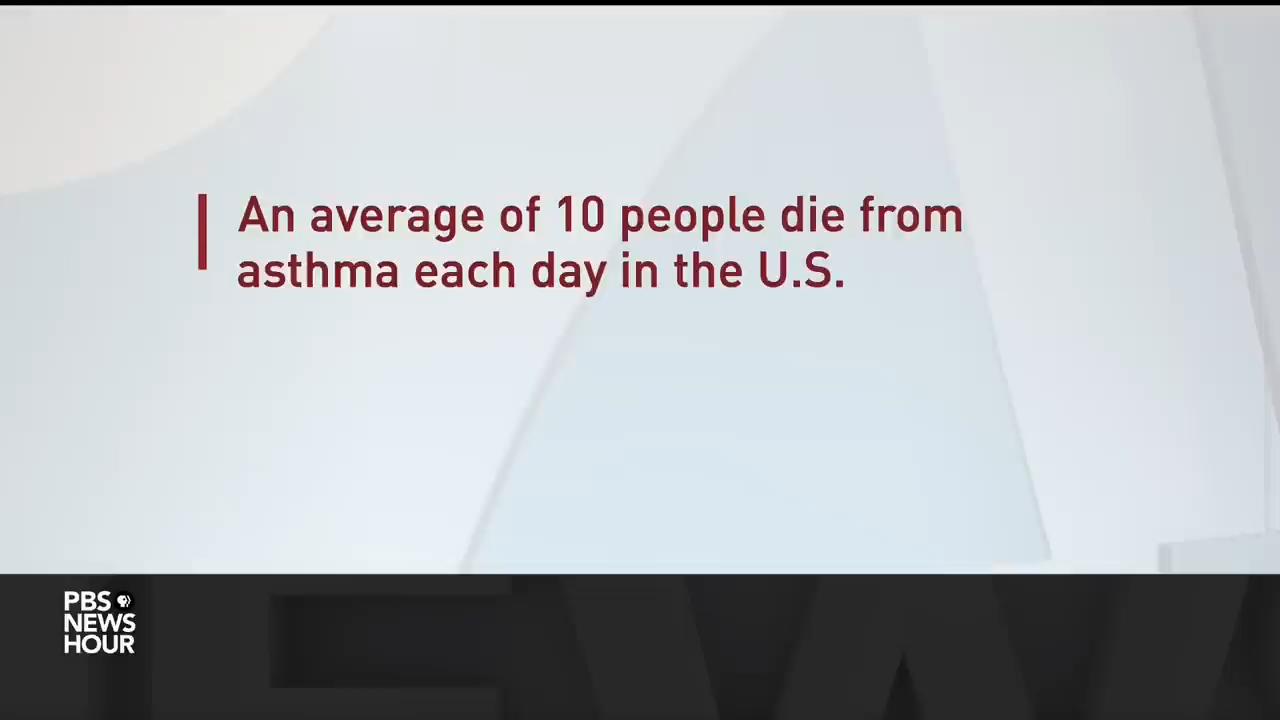 An average of 10 people die from
asthma each day in the U.S.
PBS
NEWS
HOUR